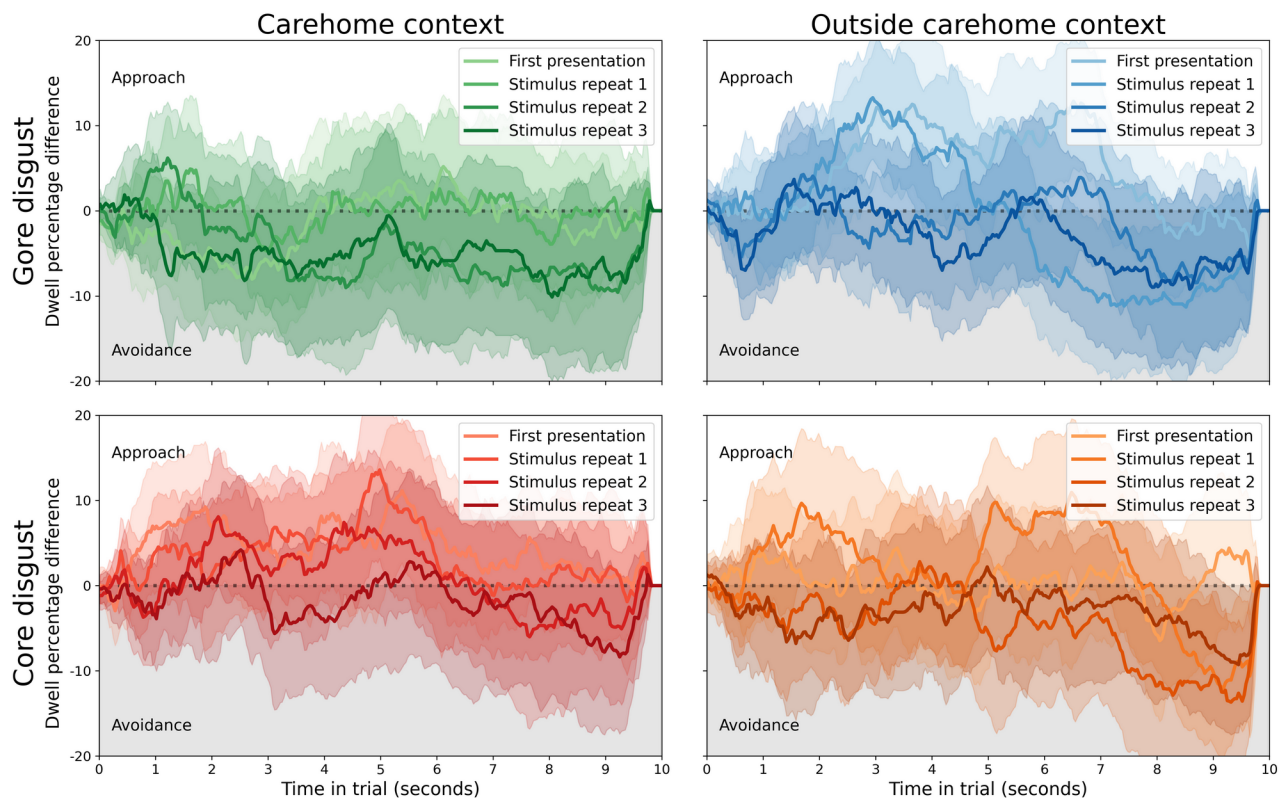 Carehome context
Outside carehome context
Gore disgust
Dwell percentage difference
20
10
0
-10
-20
Approach
Avoidance
First presentation
Stimulus repeat 1
Stimulus repeat 2
Stimulus repeat 3
Approach
Avoidance
First presentation
Stimulus repeat 1
Stimulus repeat 2
Stimulus repeat 3
Core disgust
Dwell percentage difference
20
10
0
-10
-20
Approach
Avoidance
First presentation
Stimulus repeat 1
Stimulus repeat 2
Stimulus repeat 3
0 1 2 3 4 5 6 7 8 9 10
Time in trial (seconds)
Approach
Avoidance
First presentation
Stimulus repeat 1
Stimulus repeat 2
Stimulus repeat 3
0 1 2 3 4 5 6 7 8 9 10
Time in trial (seconds)